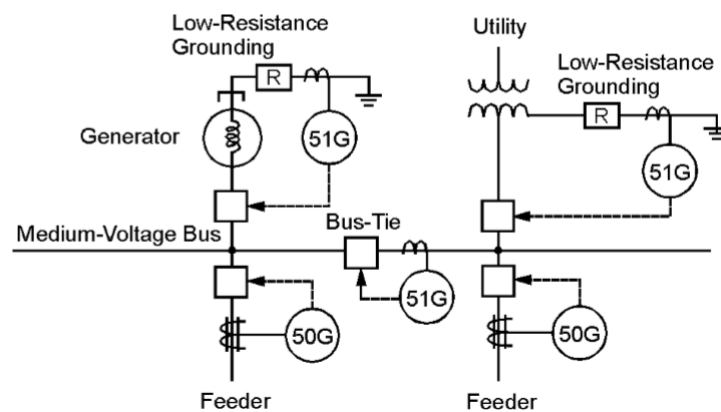 Low-Resistance
Grounding
Utility
Low-Resistance
Grounding
R
R
Generator
51G
51G
Medium-Voltage Bus
Bus-Tie
51G
50G
50G
Feeder
Feeder